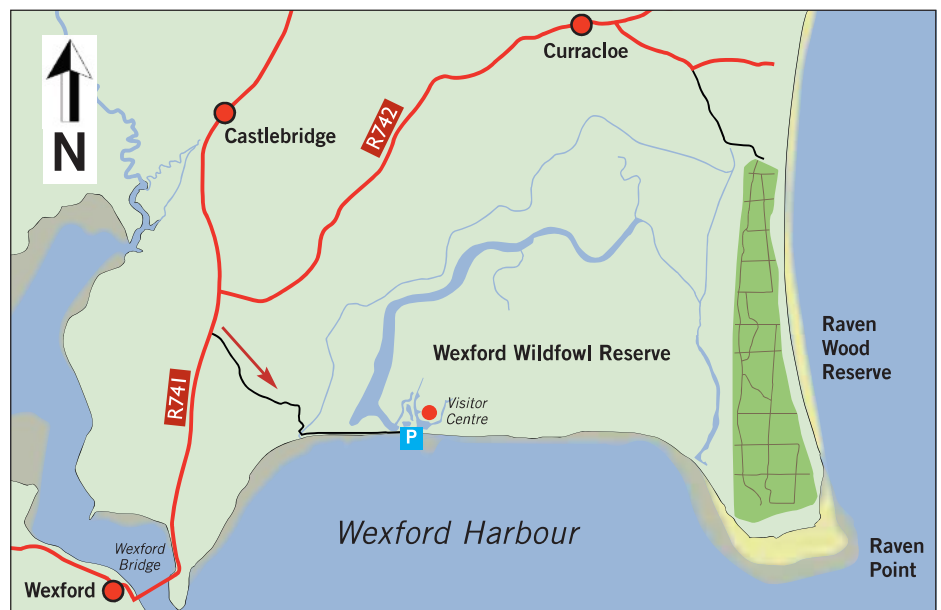 N
Curracloe
Castlebridge
R742
Raven
Wood
Reserve
Wexford Wildfowl Reserve
R741
Visitor
Centre
P
Wexford Harbour
Wexford
Bridge
Raven
Point
Wexford